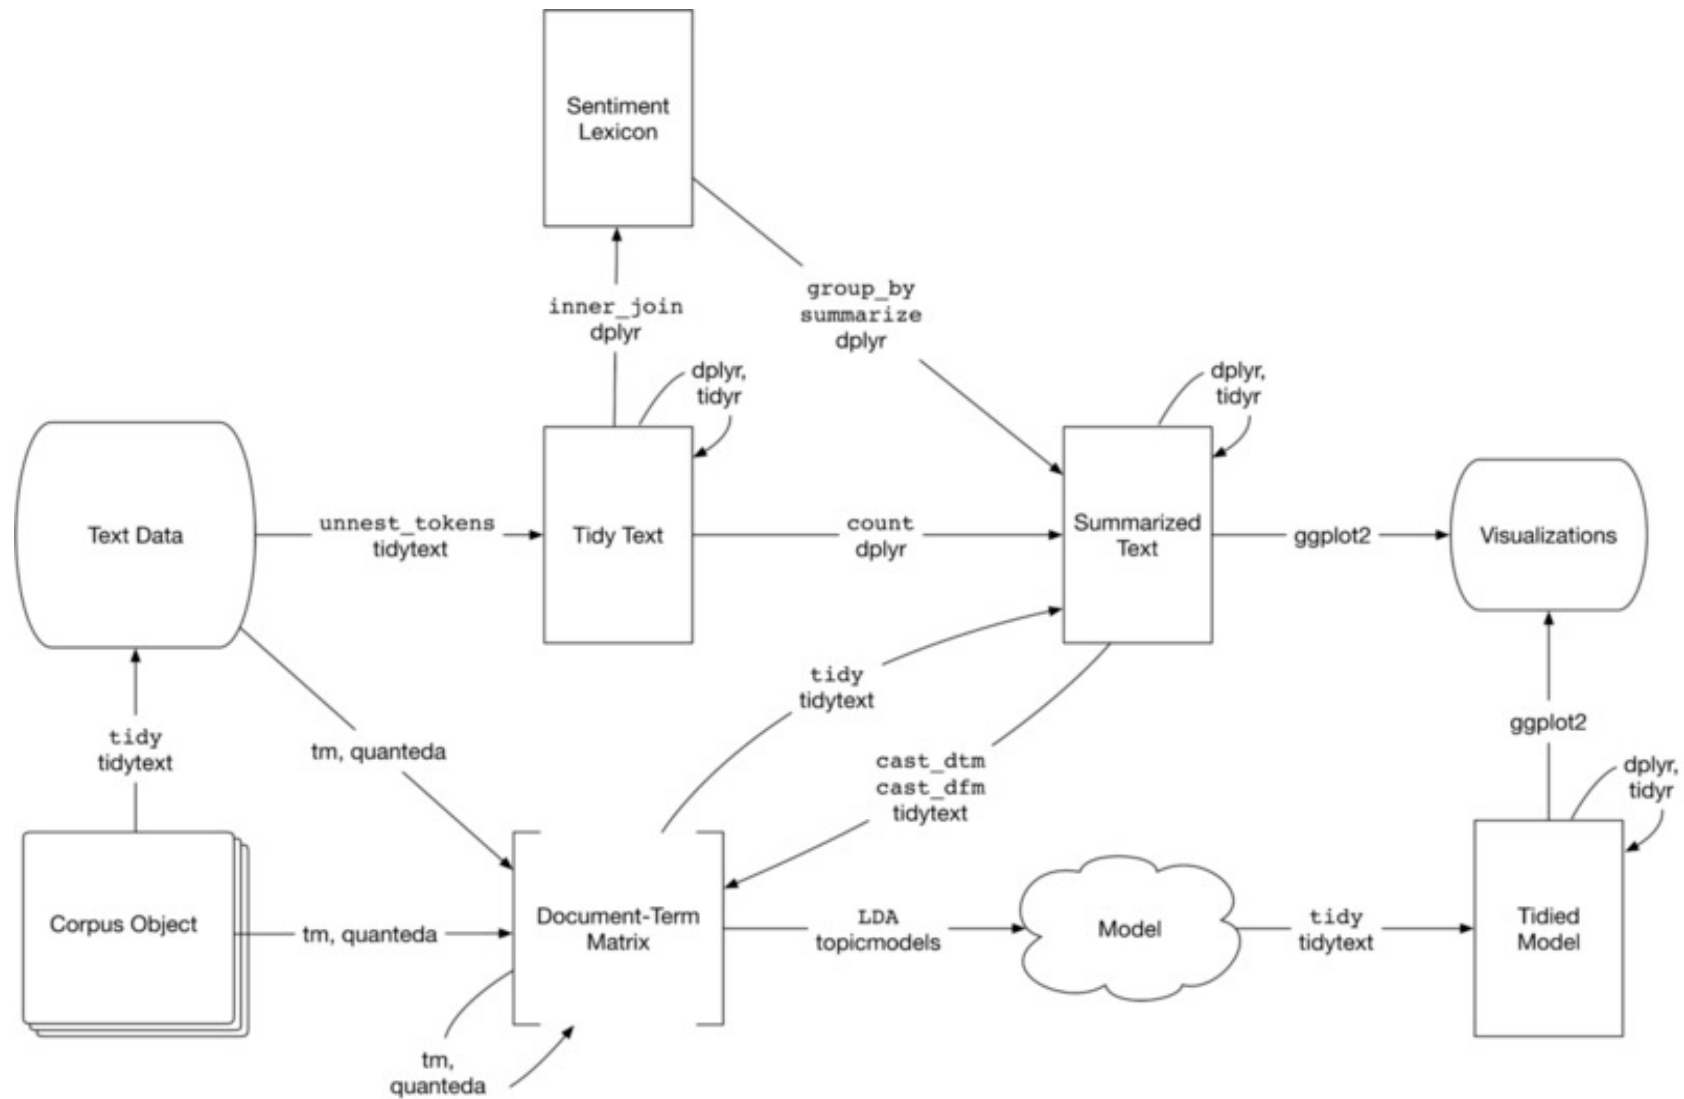 Sentiment
Lexicon
inner_join
dplyr
group_by
summarize
dplyr
dplyr,
tidyr
dplyr,
tidyr
Text Data
unnest_tokens
tidytext
Tidy Text
count
dplyr
Summarized
Text
ggplot2
Visualizations
tidy
tidytext
tidy
tidytext
tm, quanteda
cast_dtm
cast_dfm
tidytext
ggplot2
dplyr,
tidyr
Corpus Object
tm, quanteda
Document-Term
Matrix
LDA
topicmodels
Model
tidy
tidytext
Tidied
Model
tm,
quanteda